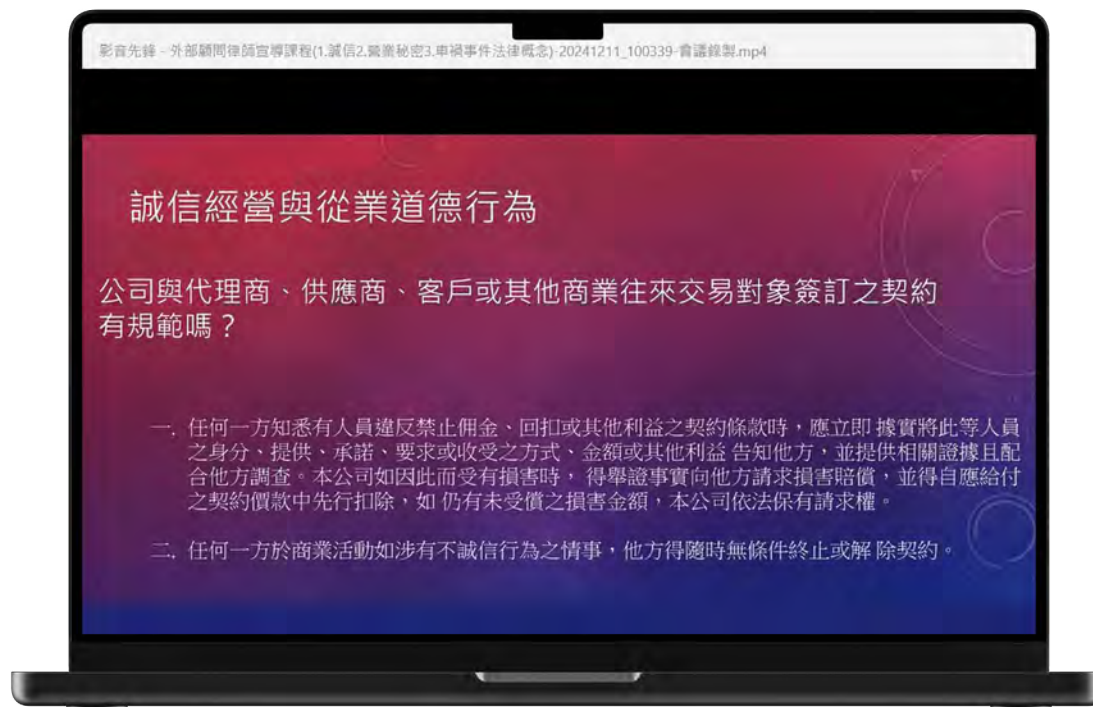 影音先鋒 - 外部顧問律師宣導課程(1.誠信2.營業秘密3.車禍事件法律概念)-20241211_100339-會議錄製.mp4
誠信經營與從業道德行為
公司與代理商、供應商、客戶或其他商業往來交易對象簽訂之契約
有規範嗎？
一. 任何一方知悉有人員違反禁止佣金、回扣或其他利益之契約條款時，應立即 據實將此等人員
之身分、提供、承諾、要求或收受之方式、金額或其他利益 告知他方，並提供相關證據且配
合他方調查。本公司如因此而受有損害時， 得舉證事實向他方請求損害賠償，並得自應給付
之契約價款中先行扣除，如 仍有未受償之損害金額，本公司依法保有請求權。
二. 任何一方於商業活動如涉有不誠信行為之情事，他方得隨時無條件終止或解 除契約。